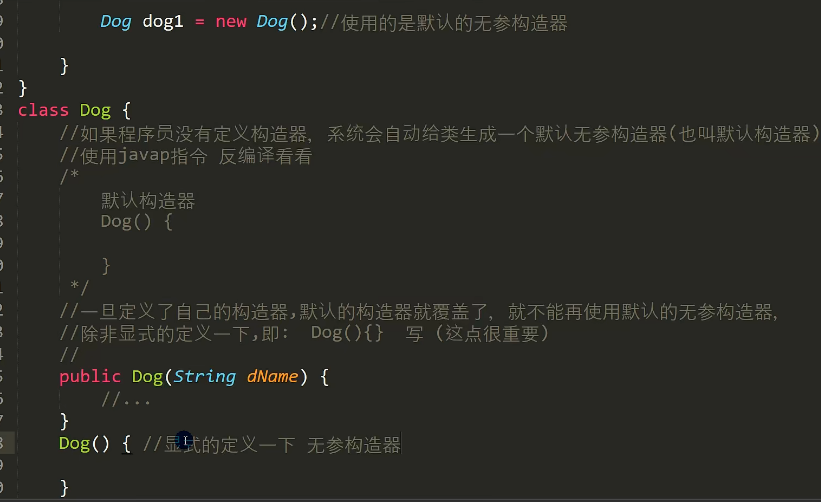 Dog dog1 = new Dog();//使用的是默认的无参构造器
}
}
class Dog {
//如果程序员没有定义构造器, 系统会自动给类生成一个默认无参构造器(也叫默认构造器)
//使用javap指令 反编译看看
/*
默认构造器
Dog() {
}
*/
//一旦定义了自己的构造器,默认的构造器就覆盖了, 就不能再使用默认的无参构造器,
//除非显式的定义一下,即: Dog(){} 写 (这点很重要)
//
public Dog(String dName) {
//...
}
Dog() { //显式的定义一下 无参构造器
}